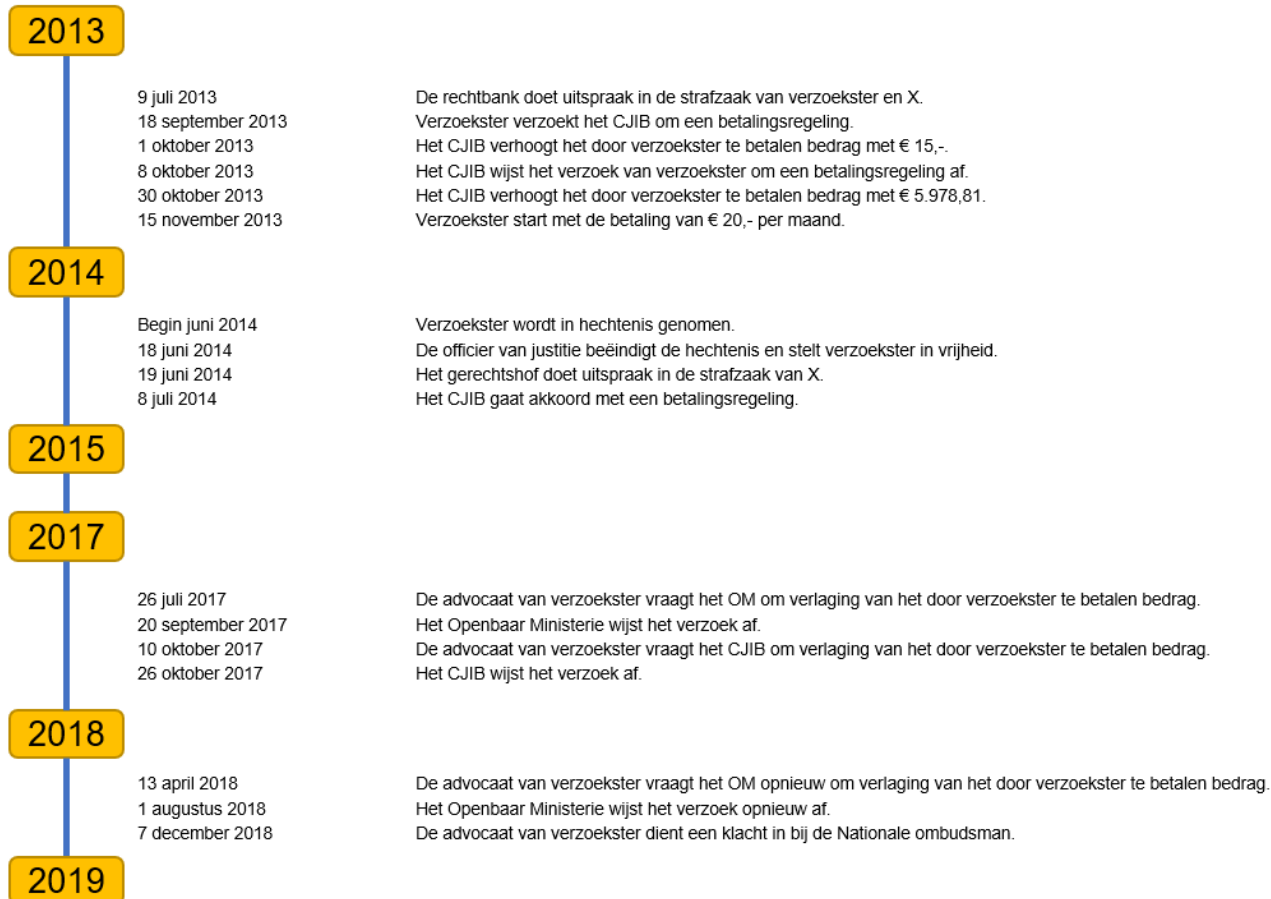 2013
9 juli 2013 De rechtbank doet uitspraak in de strafzaak van verzoekster en X.
18 september 2013 Verzoekster verzoekt het CJIB om een betalingsregeling.
1 oktober 2013 Het CJIB verhoogt het door verzoekster te betalen bedrag met € 15,-.
8 oktober 2013 Het CJIB wijst het verzoek van verzoekster om een betalingsregeling af.
30 oktober 2013 Het CJIB verhoogt het door verzoekster te betalen bedrag met € 5.978,81.
15 november 2013 Verzoekster start met de betaling van € 20,- per maand.
2014
Begin juni 2014 Verzoekster wordt in hechtenis genomen.
18 juni 2014 De officier van justitie beëindigt de hechtenis en stelt verzoekster in vrijheid.
19 juni 2014 Het gerechtshof doet uitspraak in de strafzaak van X.
8 juli 2014 Het CJIB gaat akkoord met een betalingsregeling.
2015
2017
26 juli 2017 De advocaat van verzoekster vraagt het OM om verlaging van het door verzoekster te betalen bedrag.
20 september 2017 Het Openbaar Ministerie wijst het verzoek af.
10 oktober 2017 De advocaat van verzoekster vraagt het CJIB om verlaging van het door verzoekster te betalen bedrag.
26 oktober 2017 Het CJIB wijst het verzoek af.
2018
13 april 2018 De advocaat van verzoekster vraagt het OM opnieuw om verlaging van het door verzoekster te betalen bedrag.
1 augustus 2018 Het Openbaar Ministerie wijst het verzoek opnieuw af.
7 december 2018 De advocaat van verzoekster dient een klacht in bij de Nationale ombudsman.
2019